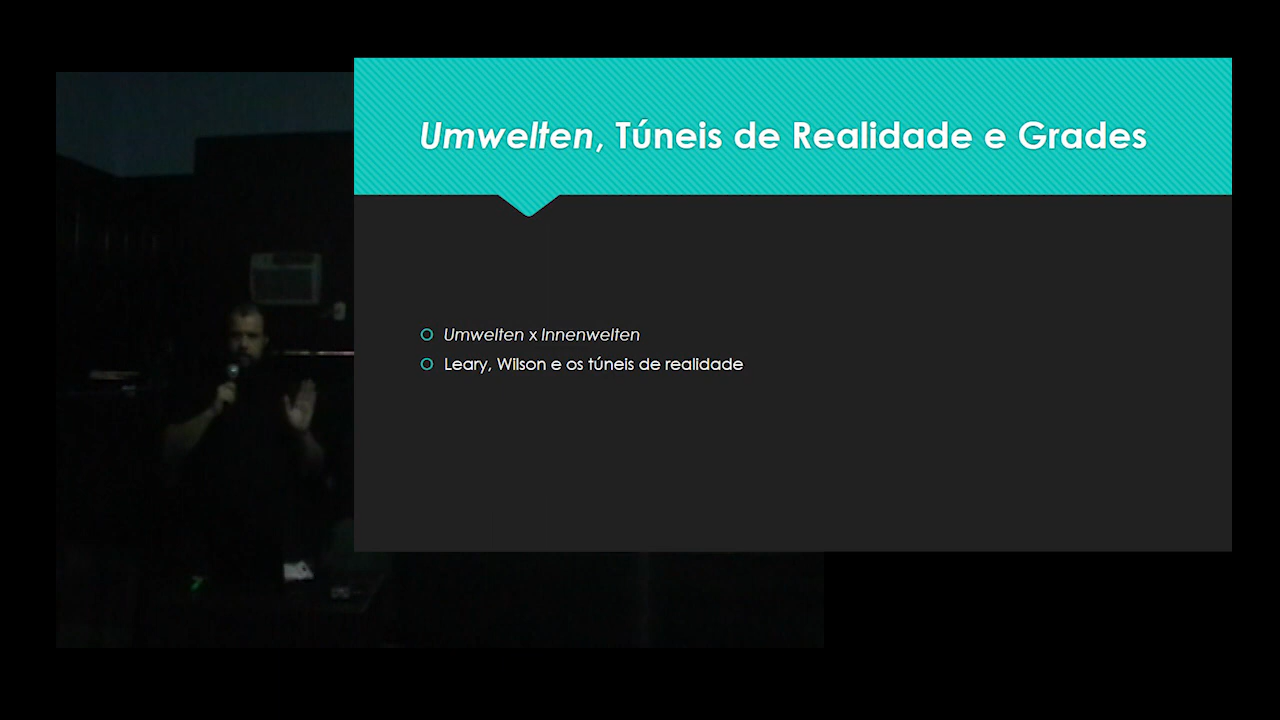 Umwelten, Túneis de Realidade e Grades
Umwelten x Innenwelten
Leary, Wilson e os túneis de realidade